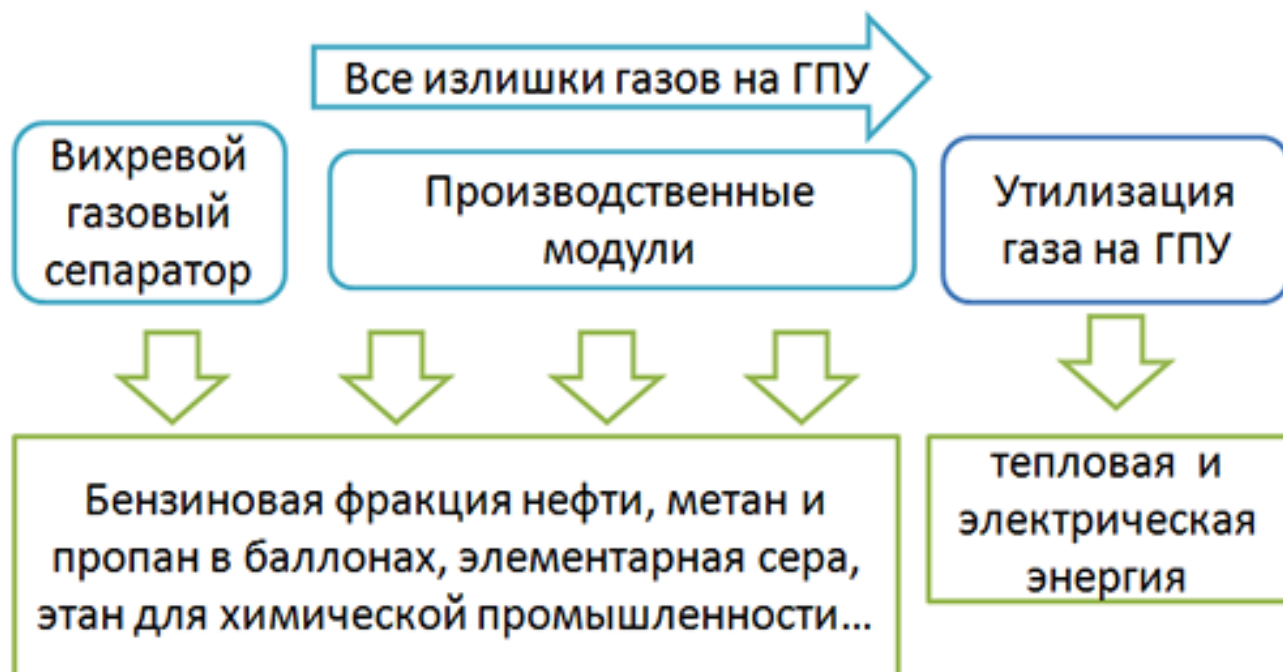 Все излишки газов на ГПУ
Вихревой
газовый
сепаратор
Производственные
модули
Утилизация
газа на ГПУ
Бензиновая фракция нефти, метан и
пропан в баллонах, элементарная сера,
этан для химической промышленности...
тепловая и
электрическая
энергия